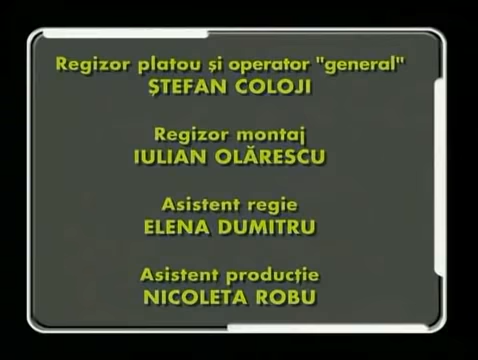 Regizor platou și operator "general"
ȘTEFAN COLOJI
Regizor montaj
IULIAN OLĂRESCU
Asistent regie
ELENA DUMITRU
Asistent producție
NICOLETA ROBU